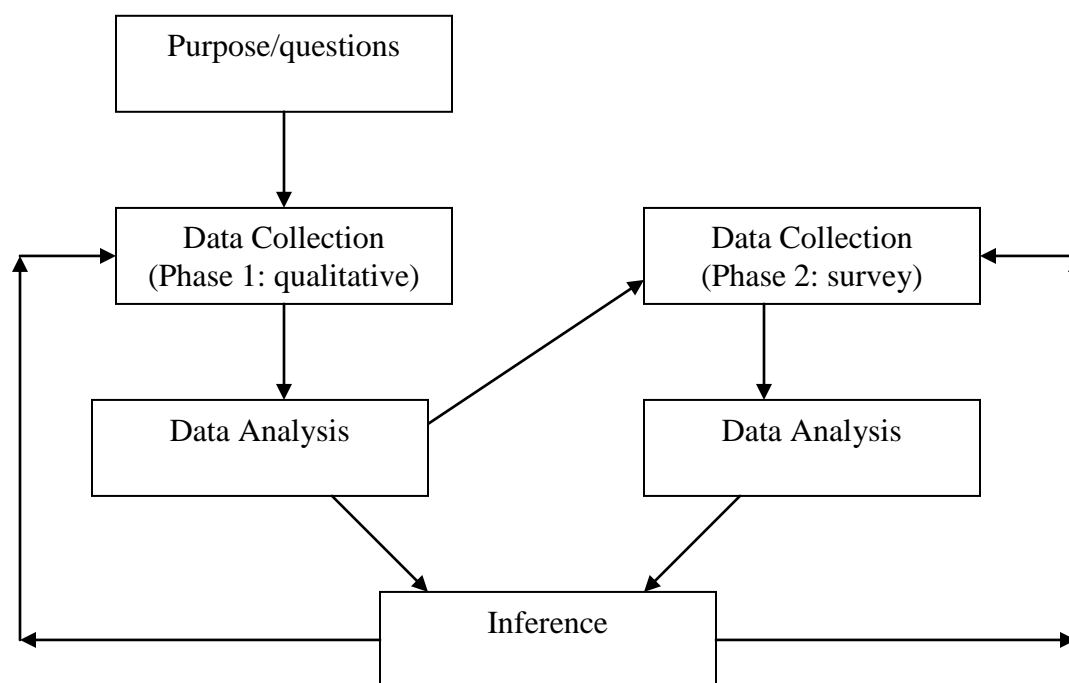 Purpose/questions
Data Collection
(Phase 1: qualitative)
Data Collection
(Phase 2: survey)
Data Analysis
Data Analysis
Inference